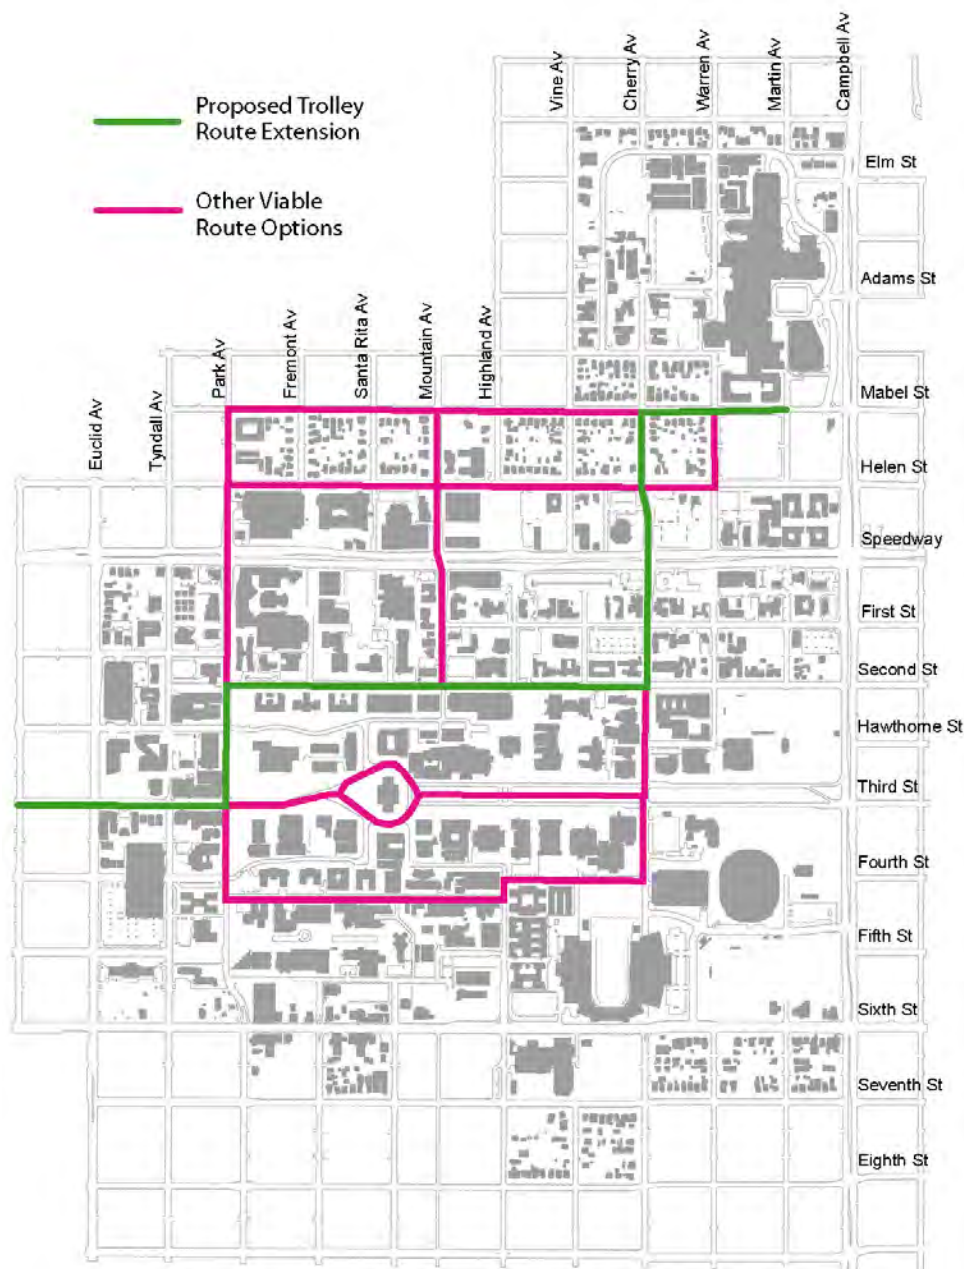 Proposed Trolley
Route Extension
Other Viable
Route Options
Vine Av
Cherry Av
Warren Av
Martin Av
Campbell Av
Euclid Av
Tyndall Av
Park Av
Fremont Av
Santa Rita Av
Mountain Av
Highland Av
Elm St
Adams St
Mabel St
Helen St
Speedway
First St
Second St
Hawthorne St
Third St
Fourth St
Fifth St
Sixth St
Seventh St
Eighth St